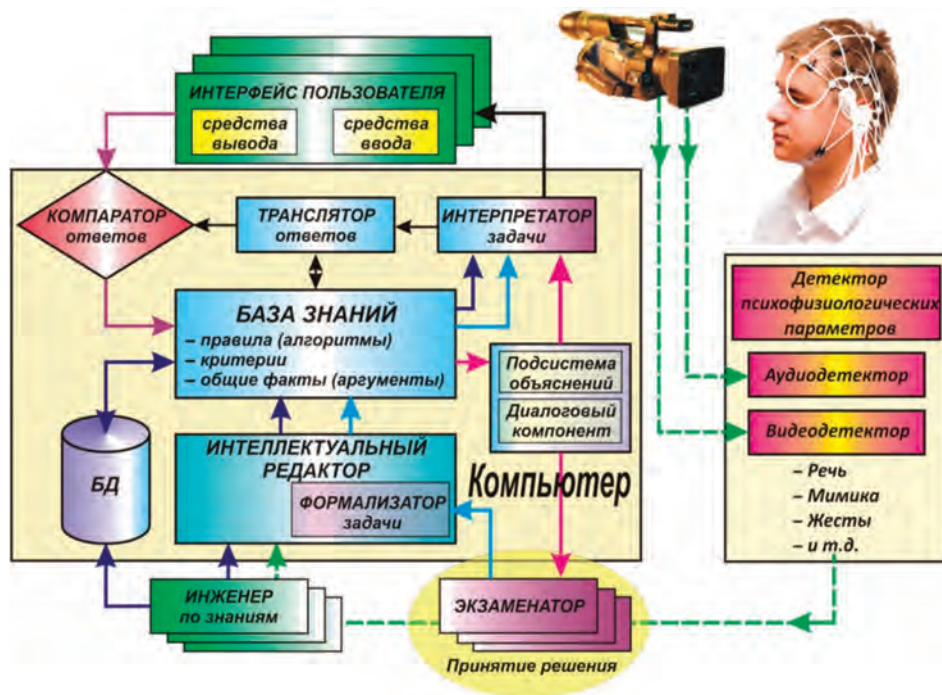 ИНТЕРФЕЙС ПОЛЬЗОВАТЕЛЯ
средства
вывода
средства
ввода
КОМПАРАТОР
ответов
ТРАНСЛЯТОР
ответов
ИНТЕРПРЕТАТОР
задачи
БАЗА ЗНАНИЙ
– правила (алгоритмы)
– критерии
– общие факты (аргументы)
Подсистема
объяснений
Диалоговый
компонент
БД
ИНТЕЛЛЕКТУАЛЬНЫЙ
РЕДАКТОР
ФОРМАЛИЗАТОР
задачи
Компьютер
ИНЖЕНЕР
по знаниям
ЭКЗАМЕНАТОР
Принятие решения
Детектор
психофизиологических
параметров
Аудиодетектор
Видеодетектор
– Речь
– Мимика
– Жесты
– и т.д.